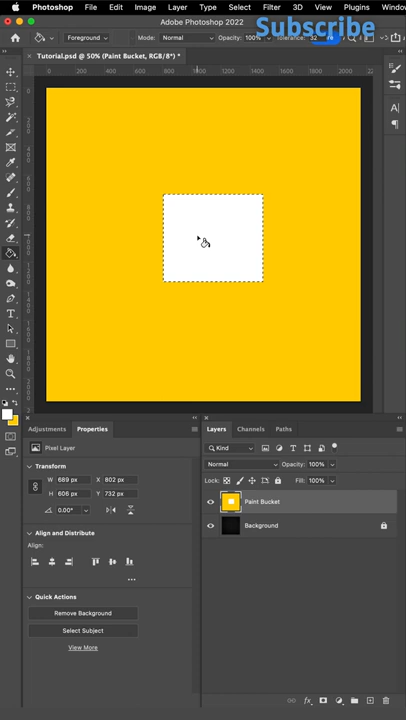 Photoshop File Edit Image Layer Type Select Filter 3D View Plugins Window
Adobe Photoshop 2022
Subscribe
Foreground Mode: Normal Opacity: 100% Tolerance: 32
Tutorial.psd @ 50% (Paint Bucket, RGB/8*) *
Adjustments Properties
Pixel Layer
Transform
W 689 px X 802 px
H 606 px Y 732 px
0.00°
Align and Distribute
Align:
Quick Actions
Remove Background
Select Subject
View More
Layers Channels Paths
Kind
Normal Opacity: 100%
Lock: Fill: 100%
Paint Bucket
Background